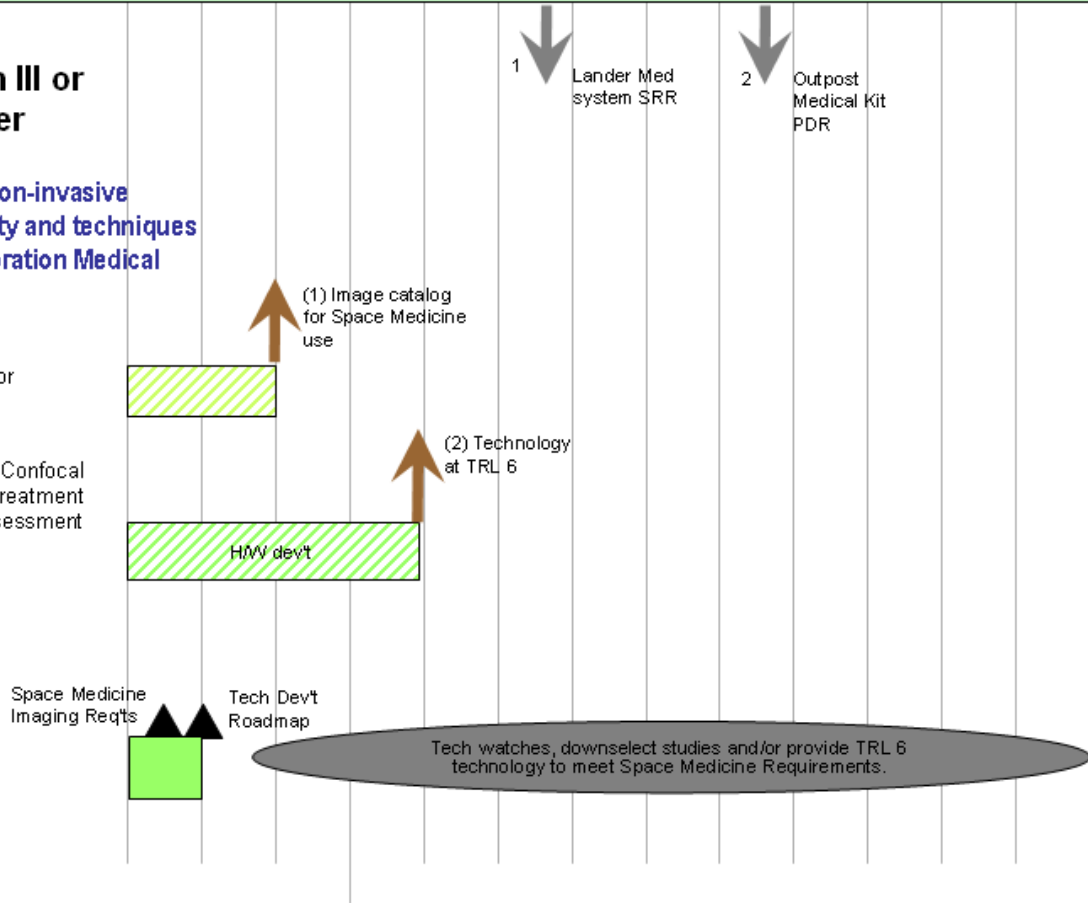 n III or
er
1
Lander Med
system SRR
2
Outpost
Medical Kit
PDR
on-invasive
ty and techniques
oration Medical
(1) Image catalog
for Space Medicine
use
or
(2) Technology
at TRL 6
Confocal
reatment
sessment
H/W dev't
Space Medicine
Imaging Req'ts
Tech Dev't
Roadmap
Tech watches, downselect studies and/or provide TRL 6
technology to meet Space Medicine Requirements.